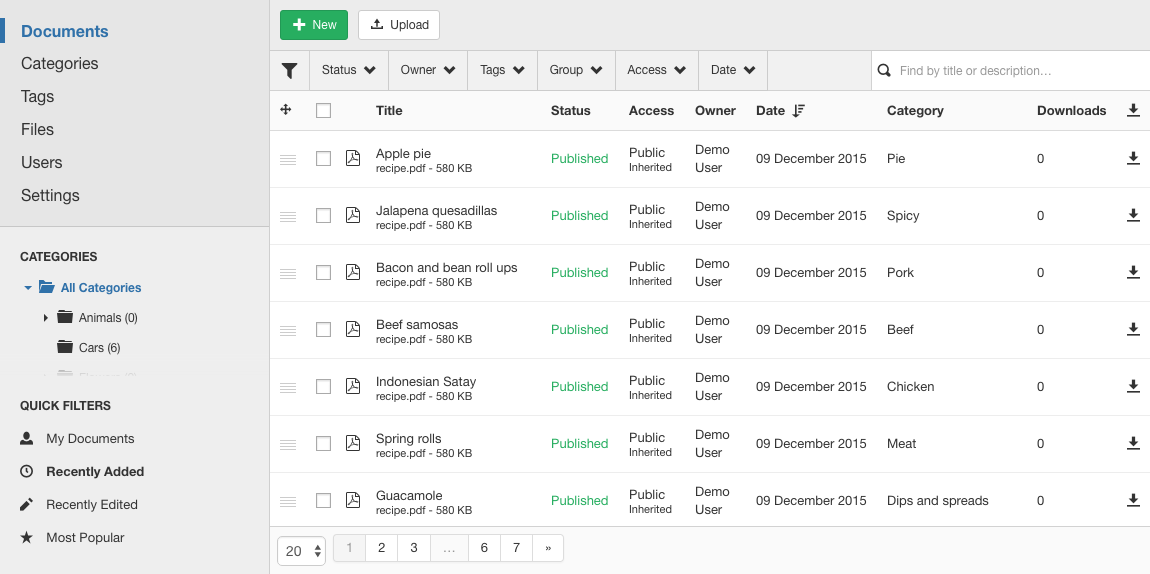 Documents
Categories
Tags
Files
Users
Settings
CATEGORIES
All Categories
Animals (0)
Cars (6)
QUICK FILTERS
My Documents
Recently Added
Recently Edited
Most Popular
New Upload
Status Owner Tags Group Access Date Find by title or description...
Title Status Access Owner Date Category Downloads
Apple pie
recipe.pdf - 580 KB
Published
Public
Inherited
Demo
User
09 December 2015
Pie
0
Jalapena quesadillas
recipe.pdf - 580 KB
Published
Public
Inherited
Demo
User
09 December 2015
Spicy
0
Bacon and bean roll ups
recipe.pdf - 580 KB
Published
Public
Inherited
Demo
User
09 December 2015
Pork
0
Beef samosas
recipe.pdf - 580 KB
Published
Public
Inherited
Demo
User
09 December 2015
Beef
0
Indonesian Satay
recipe.pdf - 580 KB
Published
Public
Inherited
Demo
User
09 December 2015
Chicken
0
Spring rolls
recipe.pdf - 580 KB
Published
Public
Inherited
Demo
User
09 December 2015
Meat
0
Guacamole
recipe.pdf - 580 KB
Published
Public
Inherited
Demo
User
09 December 2015
Dips and spreads
0
20 1 2 3 ... 6 7 »